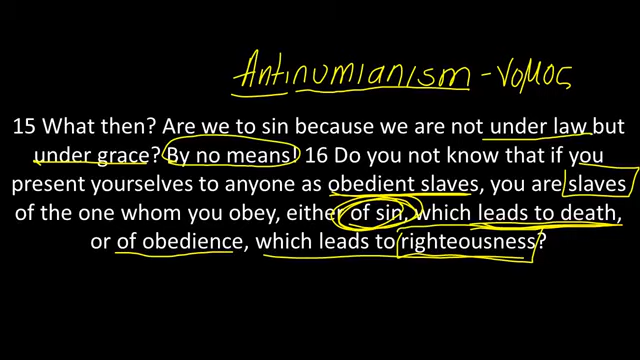 Antinumianism - νομος
15 What then? Are we to sin because we are not under law but
under grace? By no means! 16 Do you not know that if you
present yourselves to anyone as obedient slaves, you are slaves
of the one whom you obey, either of sin, which leads to death,
or of obedience, which leads to righteousness?